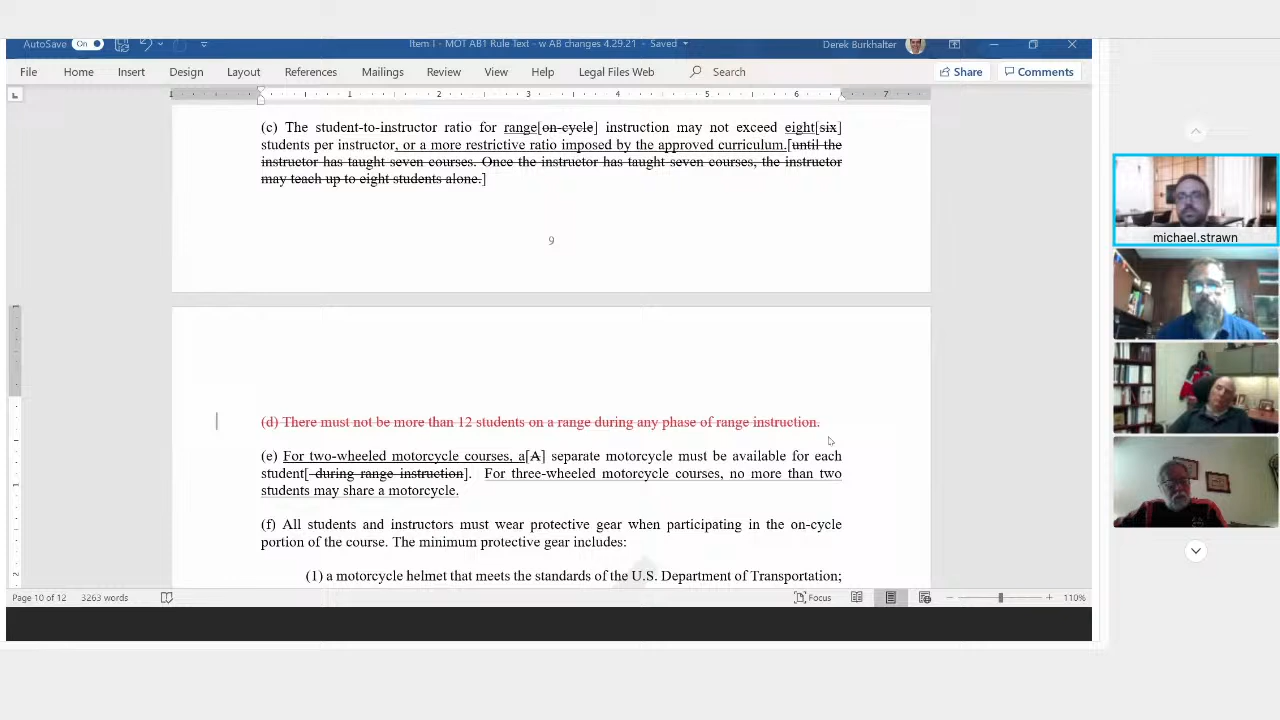 AutoSave On Item I - MOT AB1 Rule Text - w AB changes 4.29.21 - Saved Derek Burkhalter
File Home Insert Design Layout References Mailings Review View Help Legal Files Web Search Share Comments
1 1 2 3 4 5 6 7
(c) The student-to-instructor ratio for range[on-cycle] instruction may not exceed eight[six]
students per instructor, or a more restrictive ratio imposed by the approved curriculum.[until the
instructor has taught seven courses. Once the instructor has taught seven courses, the instructor
may teach up to eight students alone.]
9
(d) There must not be more than 12 students on a range during any phase of range instruction.
(e) For two-wheeled motorcycle courses, a[A] separate motorcycle must be available for each
student[ during range instruction]. For three-wheeled motorcycle courses, no more than two
students may share a motorcycle.
(f) All students and instructors must wear protective gear when participating in the on-cycle
portion of the course. The minimum protective gear includes:
(1) a motorcycle helmet that meets the standards of the U.S. Department of Transportation;
Page 10 of 12 3263 words Focus 110%
michael.strawn